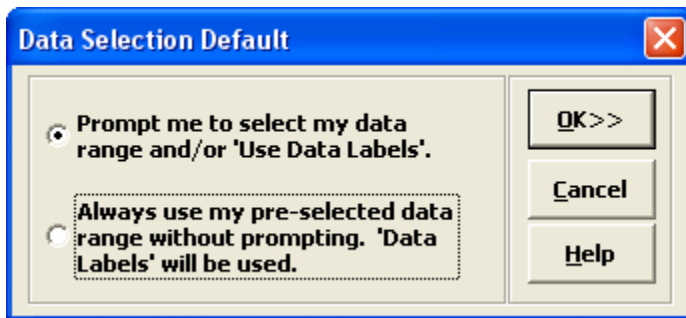 Data Selection Default
Prompt me to select my data
range and/or 'Use Data Labels'.
Always use my pre-selected data
range without prompting.  'Data
Labels' will be used.
OK>>
Cancel
Help